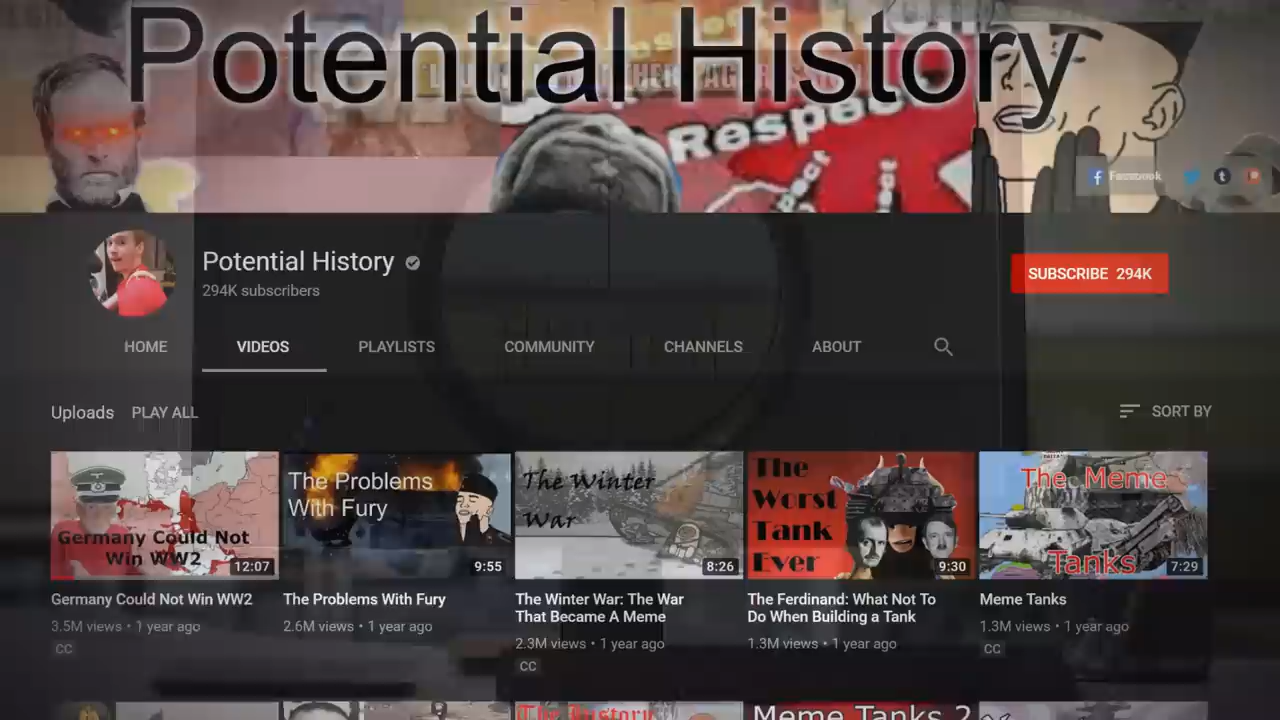 Potential History
Respec
Facebook
Potential History
294K subscribers
SUBSCRIBE 294K
HOME
VIDEOS
PLAYLISTS
COMMUNITY
CHANNELS
ABOUT
Uploads
PLAY ALL
SORT BY
Germany Could Not
Win WW2
12:07
The Problems
With Fury
9:55
The Winter
War
8:26
The
Worst
Tank
Ever
9:30
The Meme
Tanks
7:29
Germany Could Not Win WW2
3.5M views • 1 year ago
CC
The Problems With Fury
2.6M views • 1 year ago
The Winter War: The War
That Became A Meme
2.3M views • 1 year ago
CC
The Ferdinand: What Not To
Do When Building a Tank
1.3M views • 1 year ago
Meme Tanks
1.3M views • 1 year ago
CC
The History
Meme Tanks 2